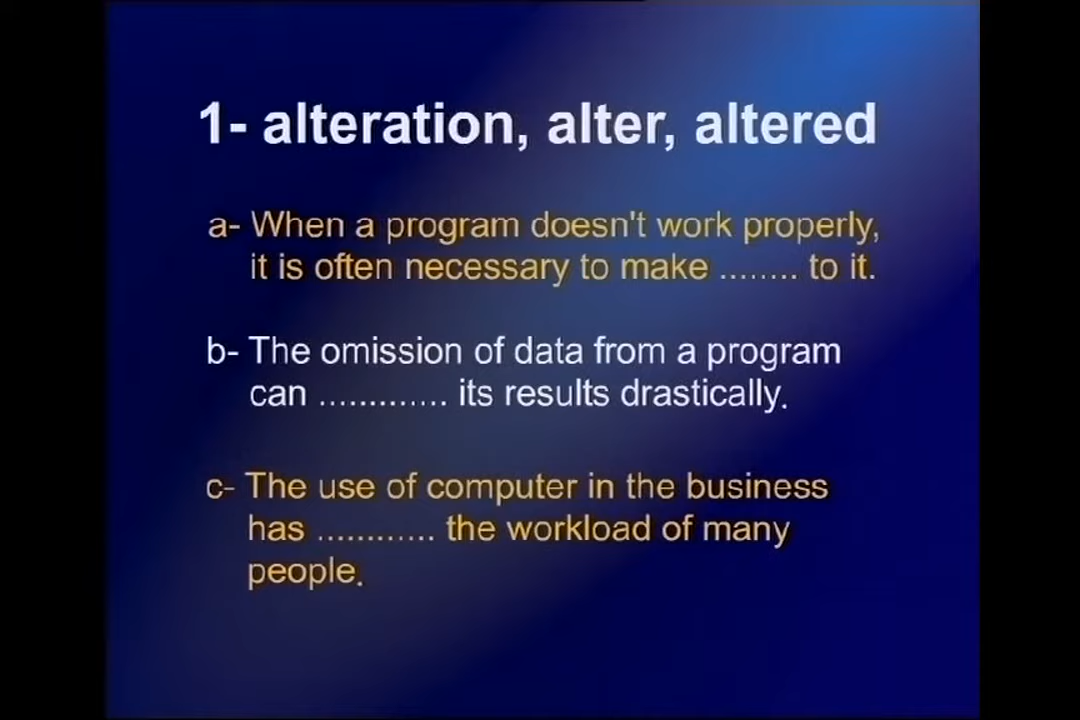 1- alteration, alter, altered
a- When a program doesn't work properly,
it is often necessary to make ........ to it.
b- The omission of data from a program
can ............. its results drastically.
c- The use of computer in the business
has ............ the workload of many
people.